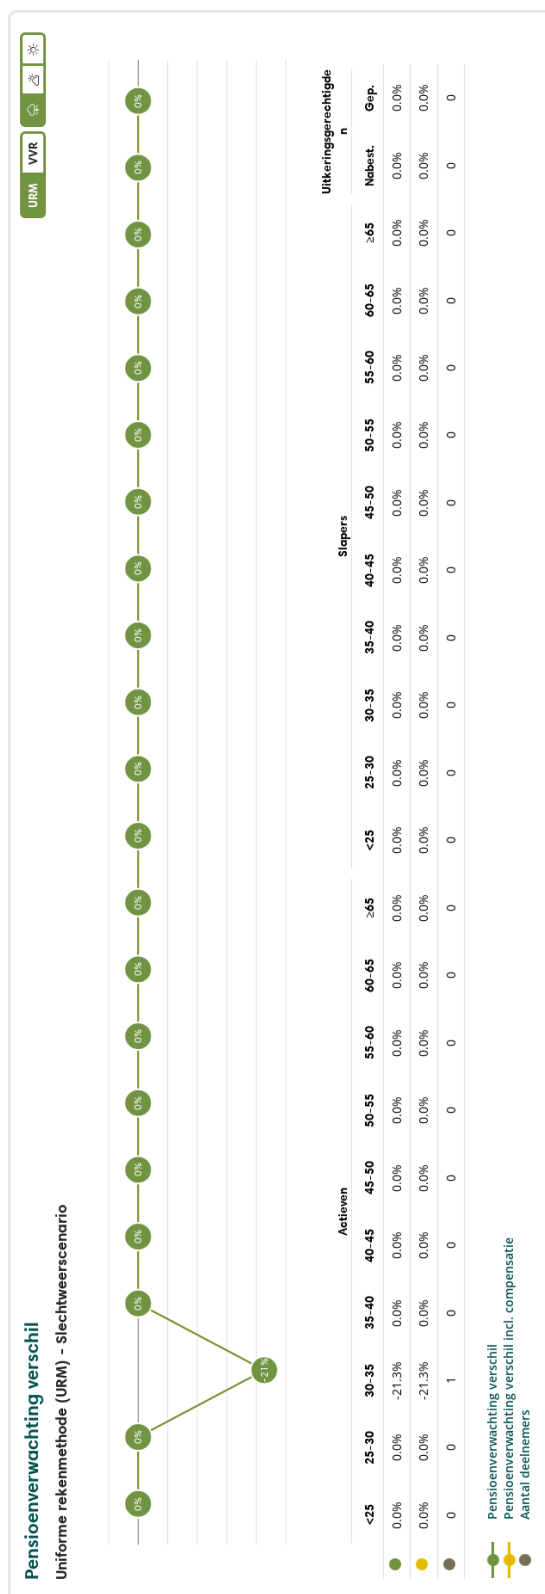 Pensioenverwachting verschil
Uniforme rekenmethode (URM) - Slechtweerscenario
URM VVR
0% 0% -21% 0% 0% 0% 0% 0% 0% 0% 0% 0% 0% 0% 0% 0% 0% 0% 0% 0% 0% 0%
Actieven Slapers Uitkeringsgerechtigde
n
<25 25-30 30-35 35-40 40-45 45-50 50-55 55-60 60-65 ≥65 <25 25-30 30-35 35-40 40-45 45-50 50-55 55-60 60-65 ≥65 Nabest. Gep.
0.0% 0.0% -21.3% 0.0% 0.0% 0.0% 0.0% 0.0% 0.0% 0.0% 0.0% 0.0% 0.0% 0.0% 0.0% 0.0% 0.0% 0.0% 0.0% 0.0% 0.0% 0.0%
0.0% 0.0% -21.3% 0.0% 0.0% 0.0% 0.0% 0.0% 0.0% 0.0% 0.0% 0.0% 0.0% 0.0% 0.0% 0.0% 0.0% 0.0% 0.0% 0.0% 0.0% 0.0%
0 0 1 0 0 0 0 0 0 0 0 0 0 0 0 0 0 0 0 0 0 0
Pensioenverwachting verschil
Pensioenverwachting verschil incl. compensatie
Aantal deelnemers